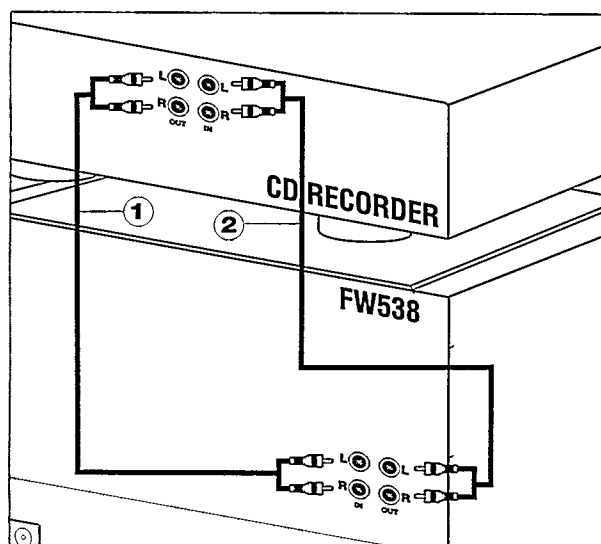 L L
R R
OUT IN
CD RECORDER
1 2
FW538
L L
R R
IN OUT